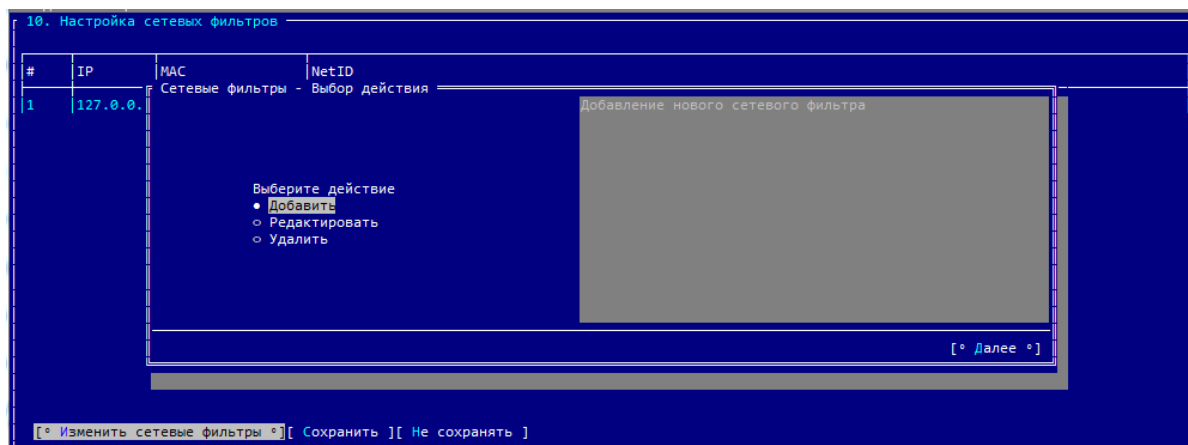 10. Настройка сетевых фильтров
# IP MAC NetID
Сетевые фильтры - Выбор действия
1 127.0.0.
Добавление нового сетевого фильтра
Выберите действие
Добавить
Редактировать
Удалить
[° Далее °]
[° Изменить сетевые фильтры °][ Сохранить ][ Не сохранять ]